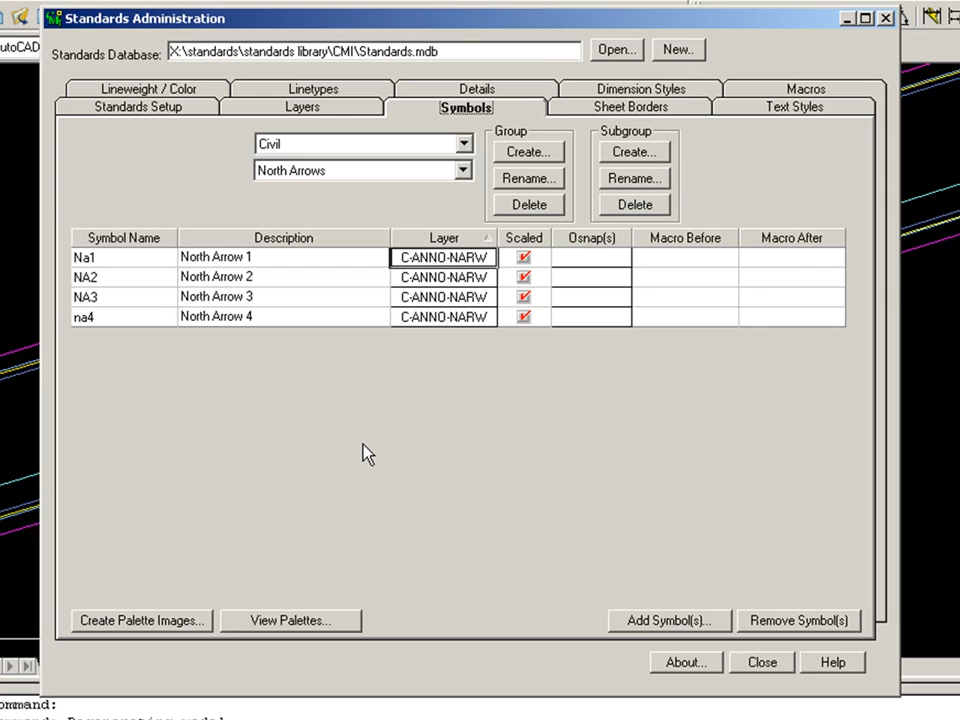 Standards Administration
utoCAD
Standards Database: X:\standards\standards library\CMI\Standards.mdb Open... New..
Lineweight / Color Linetypes Details Dimension Styles Macros
Standards Setup Layers Symbols Sheet Borders Text Styles
Group Subgroup
Civil Create... Create...
North Arrows Rename... Rename...
Delete Delete
Symbol Name Description Layer Scaled Osnap(s) Macro Before Macro After
Na1 North Arrow 1 C-ANNO-NARW
NA2 North Arrow 2 C-ANNO-NARW
NA3 North Arrow 3 C-ANNO-NARW
na4 North Arrow 4 C-ANNO-NARW
Create Palette Images... View Palettes... Add Symbol(s)... Remove Symbol(s)
About... Close Help
ommand: